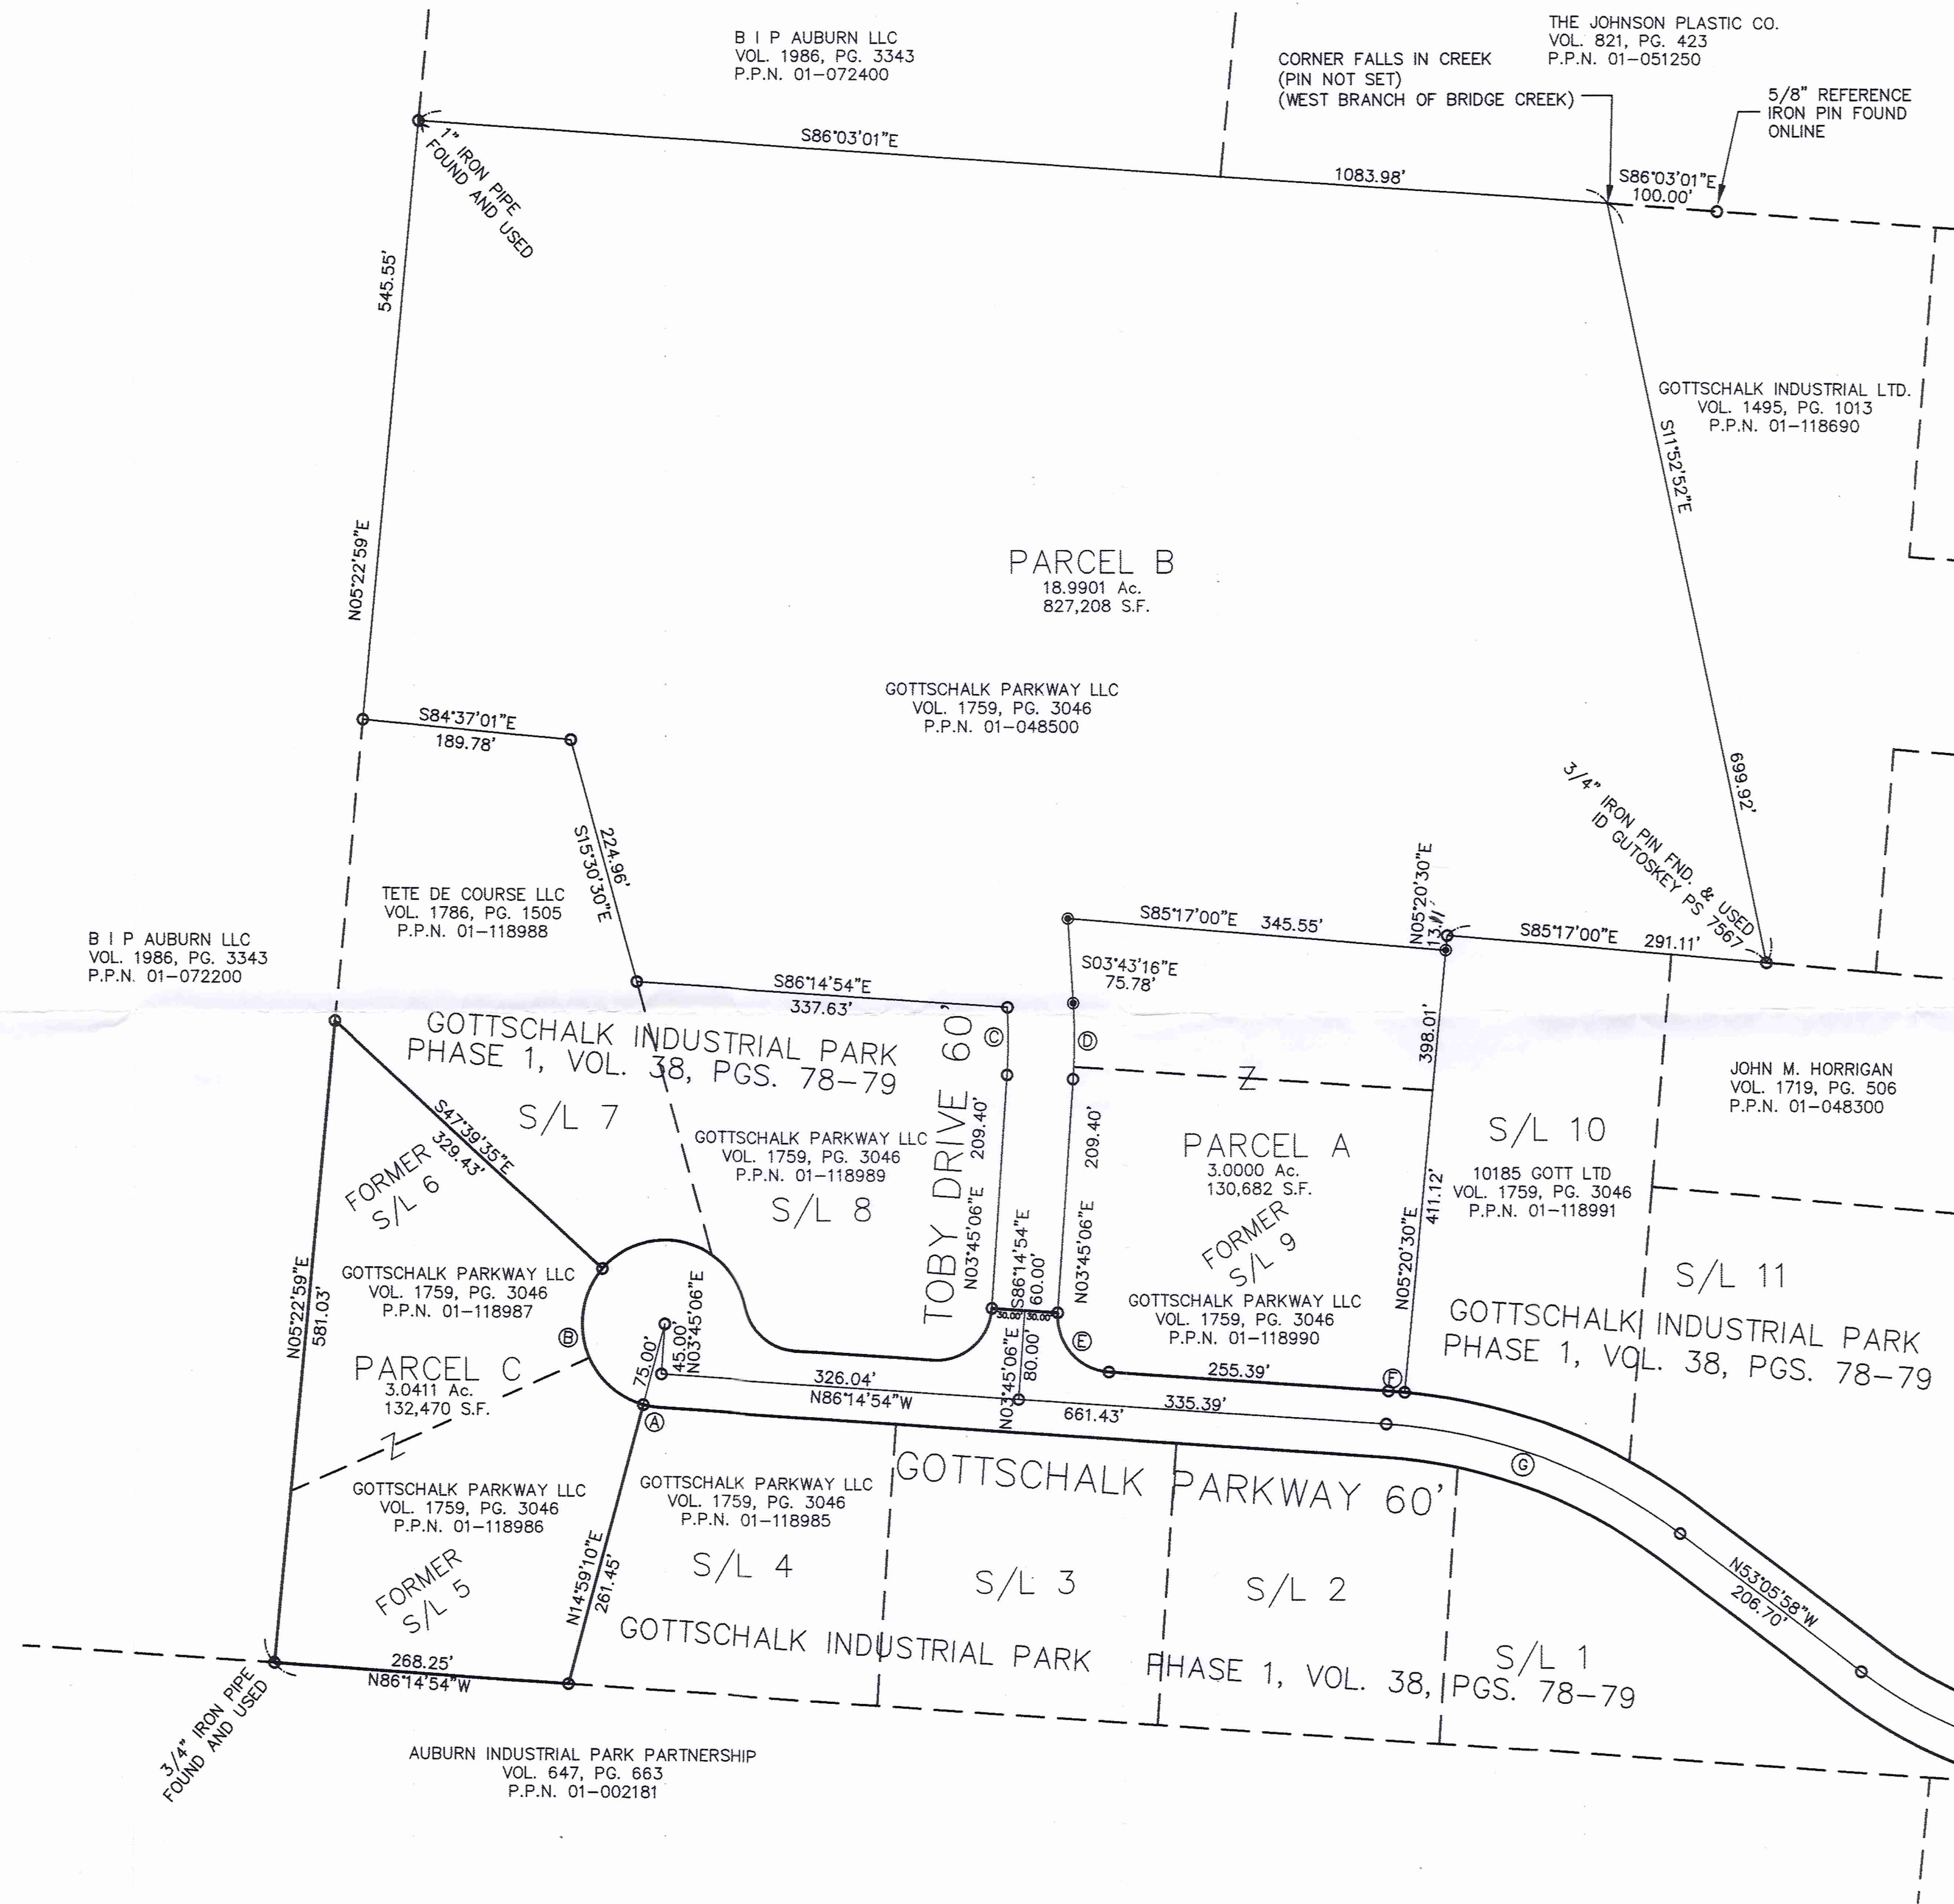 B I P AUBURN LLC
VOL. 1986, PG. 3343
P.P.N. 01-072400
THE JOHNSON PLASTIC CO.
VOL. 821, PG. 423
P.P.N. 01-051250
CORNER FALLS IN CREEK
(PIN NOT SET)
(WEST BRANCH OF BRIDGE CREEK)
5/8" REFERENCE
IRON PIN FOUND
ONLINE
1" IRON PIPE
FOUND AND USED
S86°03'01"E
1083.98'
S86°03'01"E
100.00'
545.55'
N05°22'59"E
GOTTSCHALK INDUSTRIAL LTD.
VOL. 1495, PG. 1013
P.P.N. 01-118690
S11°52'52"E
699.92'
PARCEL B
18.9901 Ac.
827,208 S.F.
GOTTSCHALK PARKWAY LLC
VOL. 1759, PG. 3046
P.P.N. 01-048500
S84°37'01"E
189.78'
224.96'
S15°30'30"E
3/4" IRON PIN FND. & USED
ID GUTOSKEY PS 7567
TETE DE COURSE LLC
VOL. 1786, PG. 1505
P.P.N. 01-118988
B I P AUBURN LLC
VOL. 1986, PG. 3343
P.P.N. 01-072200
S86°14'54"E
337.63'
S85°17'00"E 345.55'
N05°20'30"E
13.11'
S85°17'00"E 291.11'
S03°43'16"E
75.78'
C
D
398.01'
GOTTSCHALK INDUSTRIAL PARK
PHASE 1, VOL. 38, PGS. 78-79
S/L 7
S47°39'35"E
329.43'
FORMER
S/L 6
GOTTSCHALK PARKWAY LLC
VOL. 1759, PG. 3046
P.P.N. 01-118989
S/L 8
TOBY DRIVE 60'
N03°45'06"E 209.40'
N03°45'06"E 209.40'
S86°14'54"E
60.00'
30.00' 30.00'
N03°45'06"E
80.00'
Z
PARCEL A
3.0000 Ac.
130,682 S.F.
FORMER
S/L 9
GOTTSCHALK PARKWAY LLC
VOL. 1759, PG. 3046
P.P.N. 01-118990
N05°20'30"E
411.12'
S/L 10
10185 GOTT LTD
VOL. 1759, PG. 3046
P.P.N. 01-118991
JOHN M. HORRIGAN
VOL. 1719, PG. 506
P.P.N. 01-048300
S/L 11
GOTTSCHALK INDUSTRIAL PARK
PHASE 1, VOL. 38, PGS. 78-79
GOTTSCHALK PARKWAY LLC
VOL. 1759, PG. 3046
P.P.N. 01-118987
N05°22'59"E
581.03'
B
PARCEL C
3.0411 Ac.
132,470 S.F.
Z
75.00'
45.00'
N03°45'06"E
A
E
F
G
326.04'
N86°14'54"W
661.43'
335.39'
255.39'
GOTTSCHALK PARKWAY LLC
VOL. 1759, PG. 3046
P.P.N. 01-118986
FORMER
S/L 5
N14°59'10"E
261.45'
GOTTSCHALK PARKWAY LLC
VOL. 1759, PG. 3046
P.P.N. 01-118985
S/L 4
GOTTSCHALK PARKWAY 60'
S/L 3
S/L 2
S/L 1
N53°05'58"W
206.70'
GOTTSCHALK INDUSTRIAL PARK PHASE 1, VOL. 38, PGS. 78-79
268.25'
N86°14'54"W
3/4" IRON PIPE
FOUND AND USED
AUBURN INDUSTRIAL PARK PARTNERSHIP
VOL. 647, PG. 663
P.P.N. 01-002181